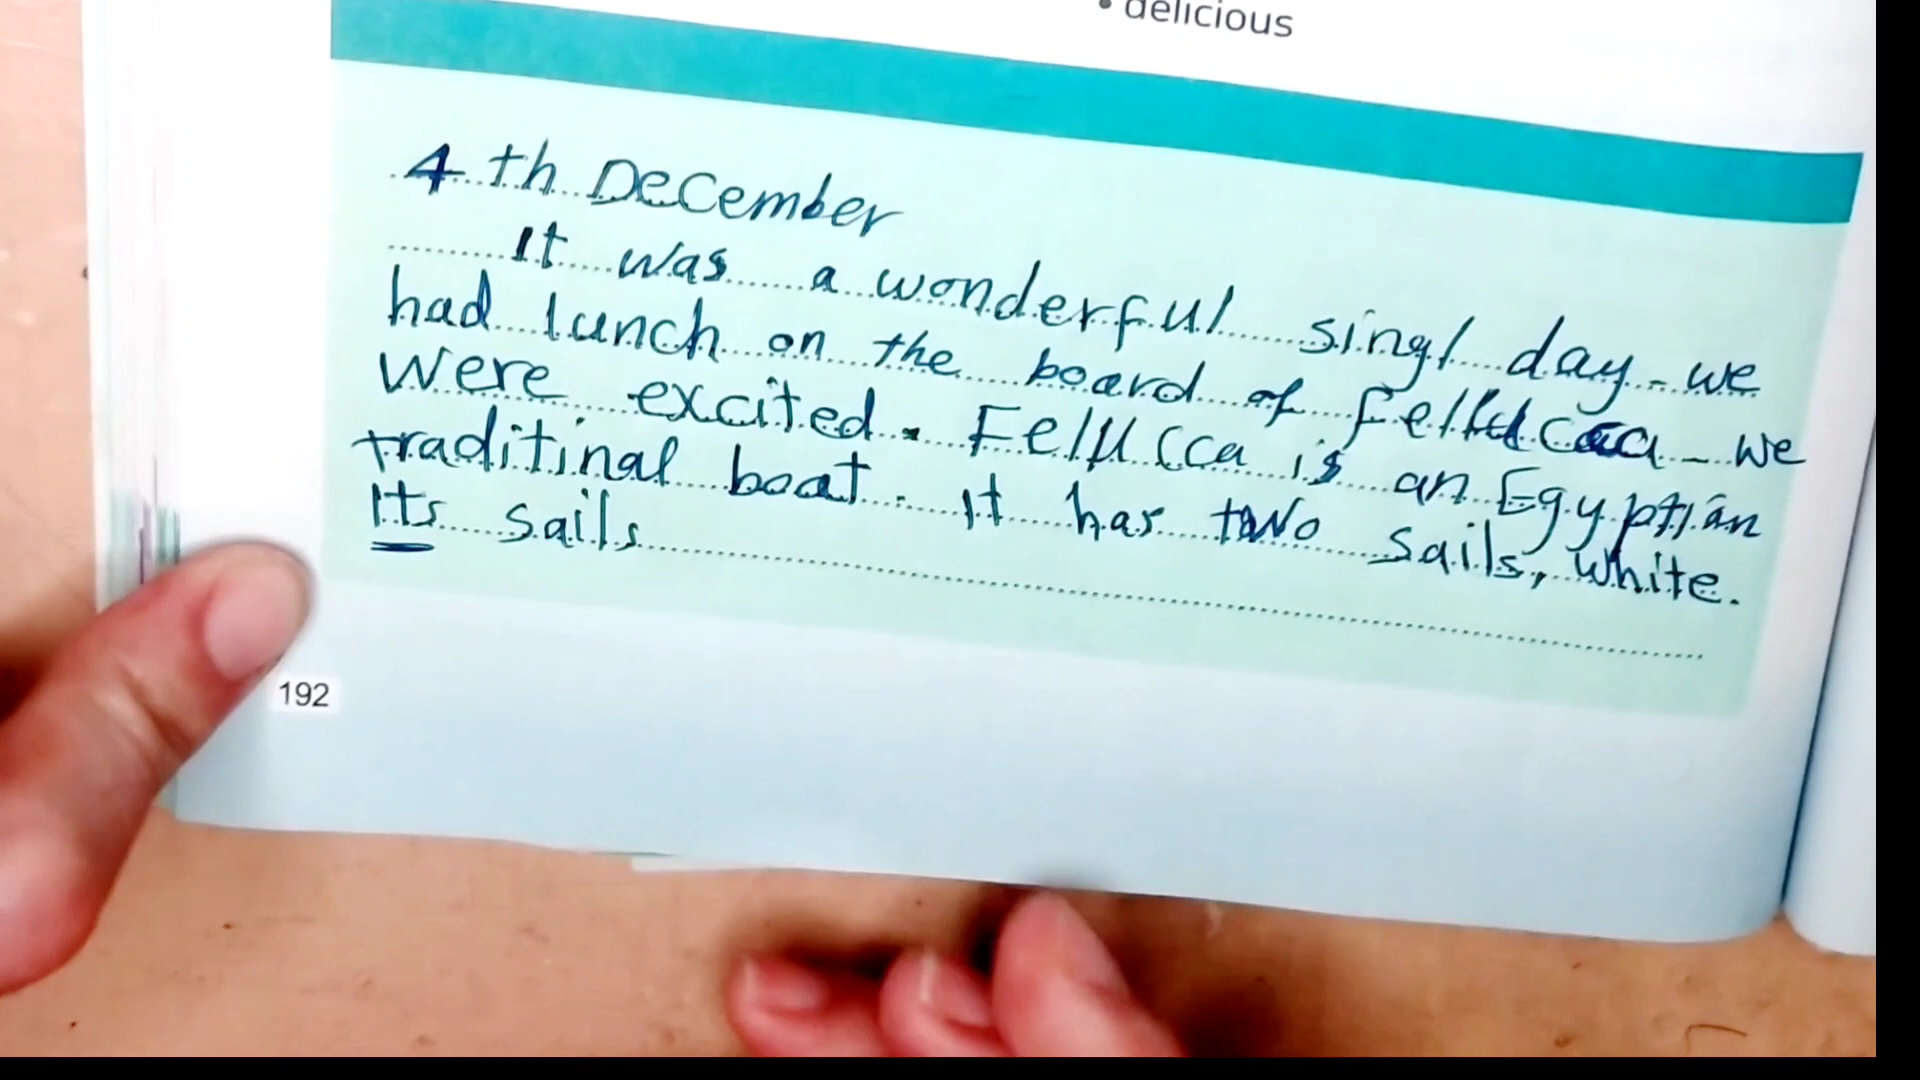 • delicious
4 th December
It was a wonderful singl day. we
had lunch on the board of Fellucca - we
were excited. Felucca is an Egyptian
traditinal boat. It has two sails, white.
Its sails
192